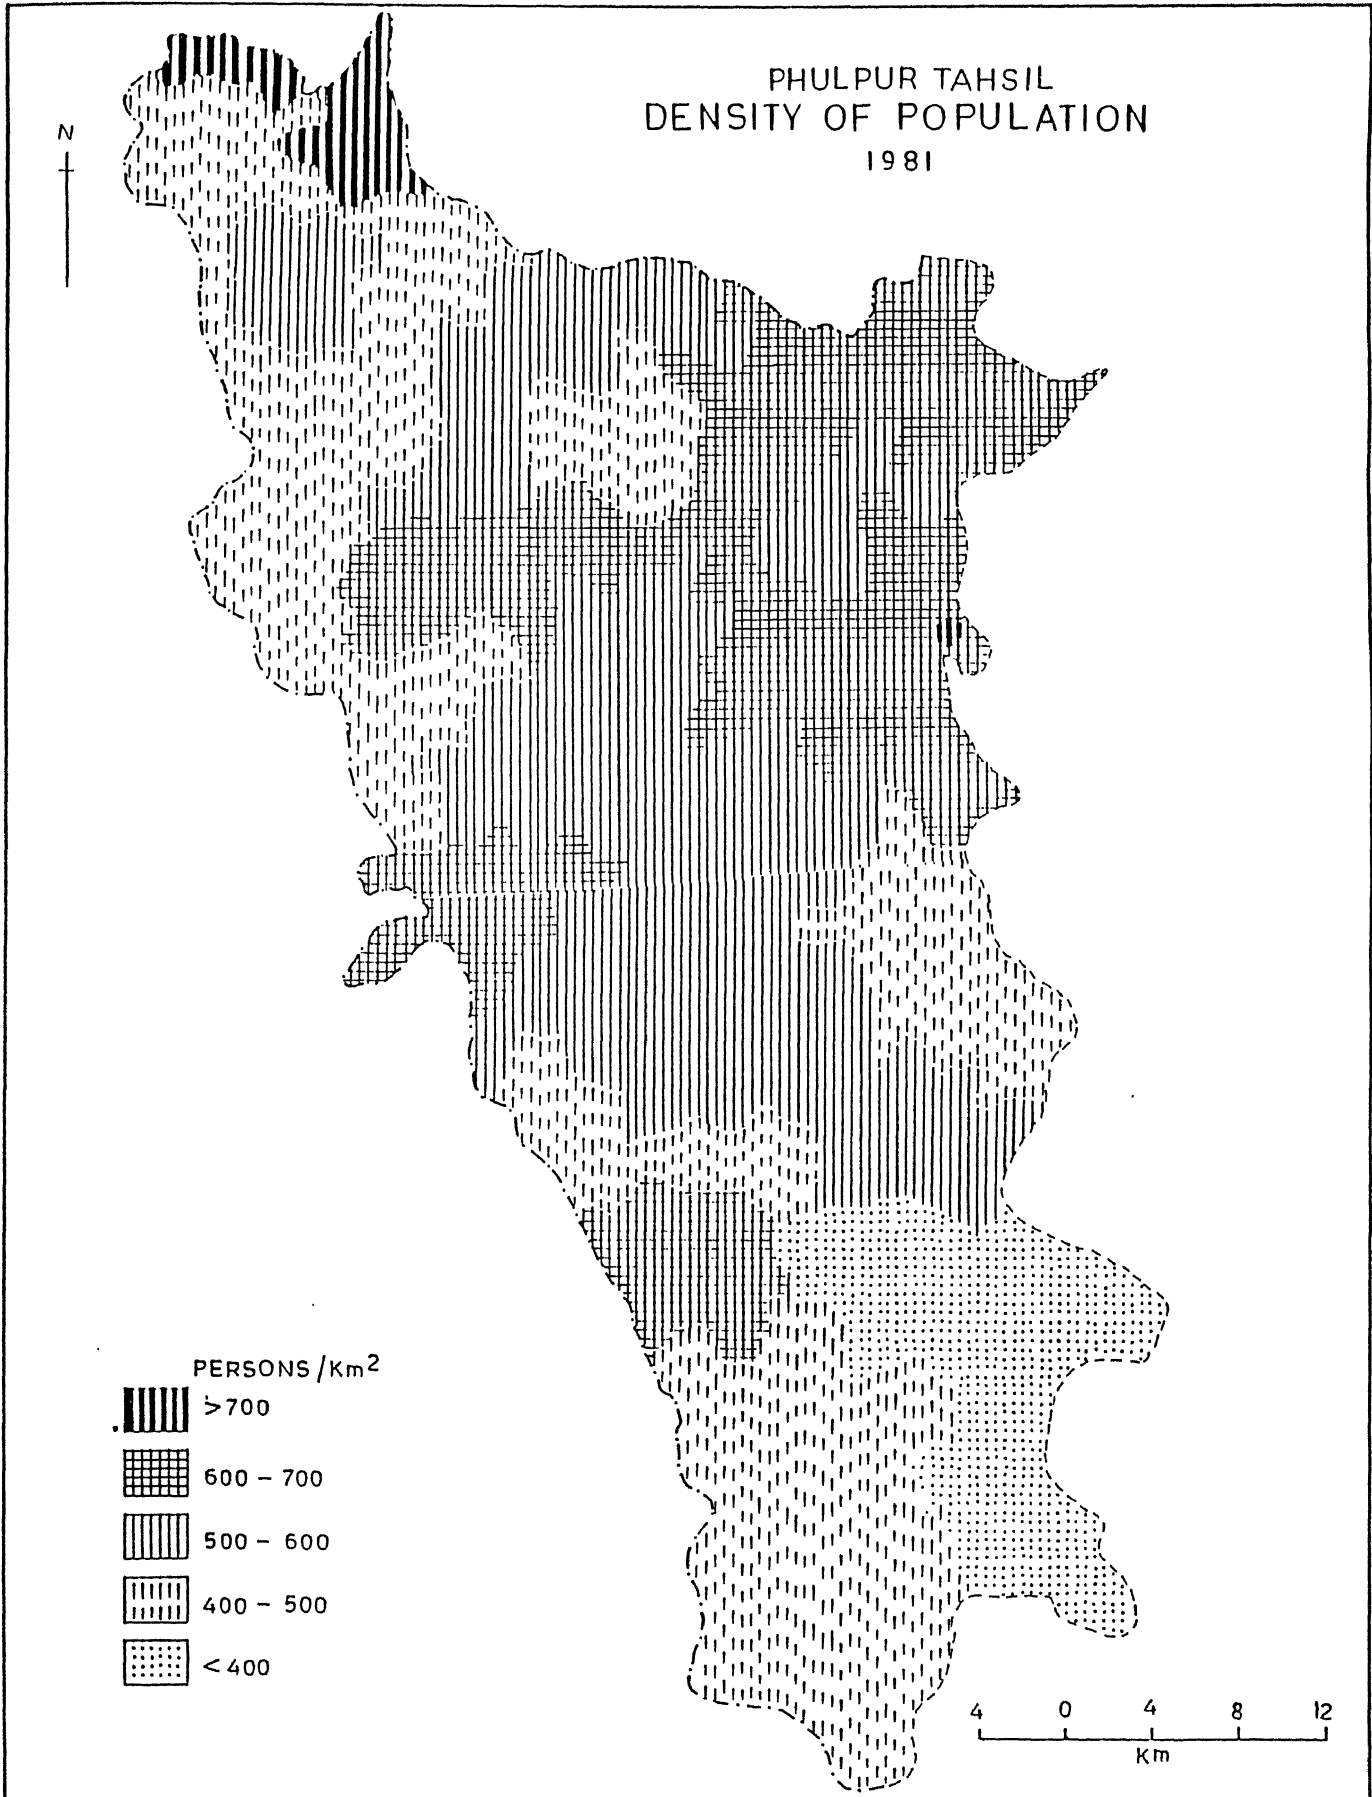 PHULPUR TAHSIL
DENSITY OF POPULATION
1981
N
PERSONS/Km²
>700
600 – 700
500 – 600
400 – 500
<400
4 0 4 8 12
Km